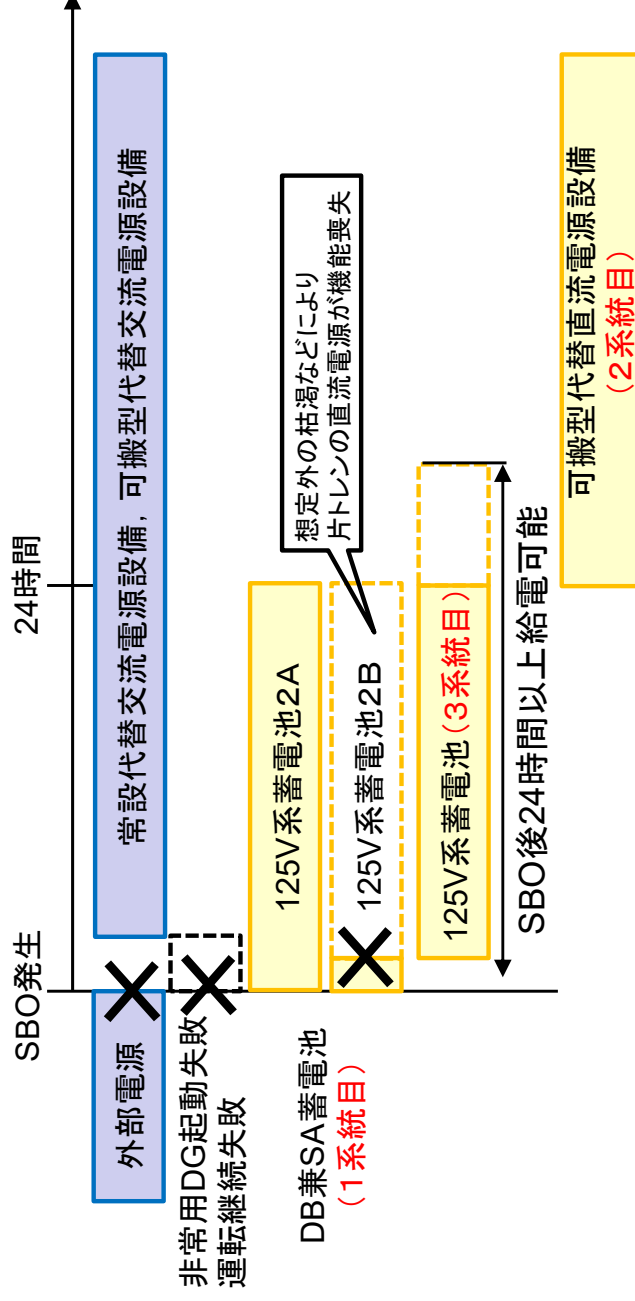 SBO発生
24時間
外部電源
常設代替交流電源設備，可搬型代替交流電源設備
非常用DG起動失敗
運転継続失敗
DB兼SA蓄電池
(１系統目)
125V系蓄電池2A
125V系蓄電池2B
想定外の枯渇などにより
片トレンの直流電源が機能喪失
125V系蓄電池(３系統目)
SBO後24時間以上給電可能
可搬型代替直流電源設備
(２系統目)